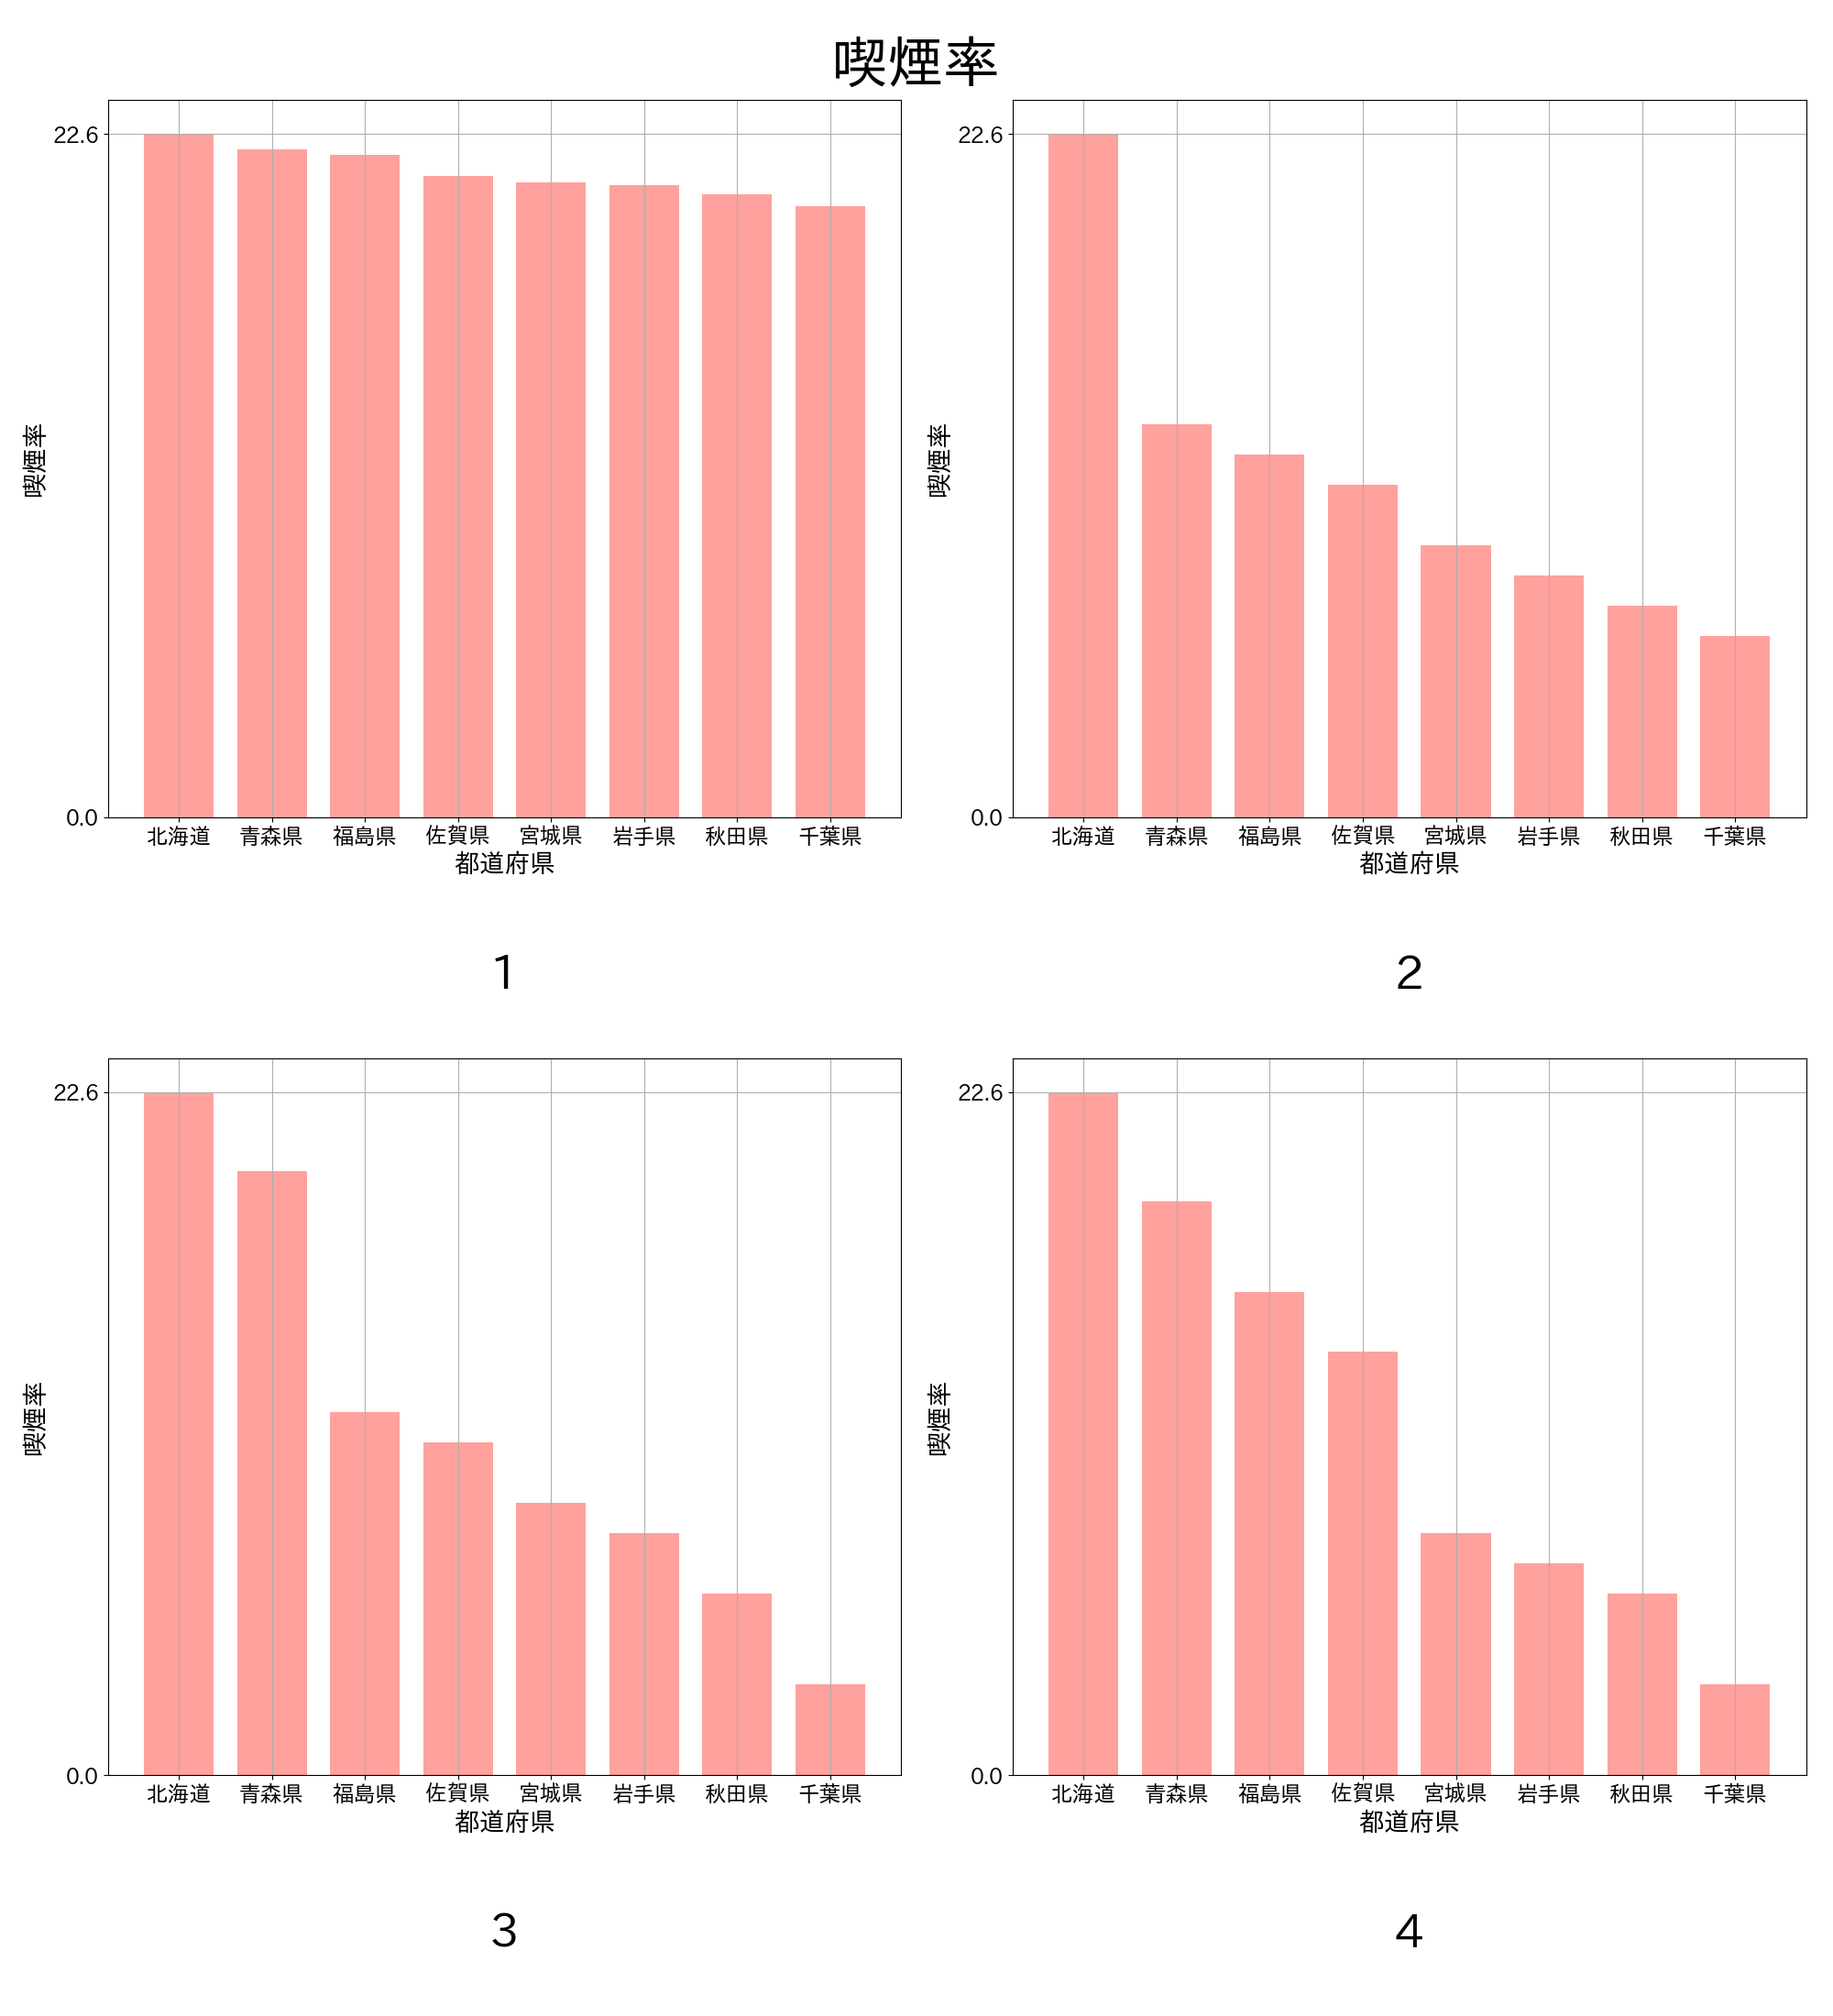 喫煙率
22.6
喫煙率
0.0
北海道 青森県 福島県 佐賀県 宮城県 岩手県 秋田県 千葉県
都道府県
1
22.6
喫煙率
0.0
北海道 青森県 福島県 佐賀県 宮城県 岩手県 秋田県 千葉県
都道府県
2
22.6
喫煙率
0.0
北海道 青森県 福島県 佐賀県 宮城県 岩手県 秋田県 千葉県
都道府県
3
22.6
喫煙率
0.0
北海道 青森県 福島県 佐賀県 宮城県 岩手県 秋田県 千葉県
都道府県
4